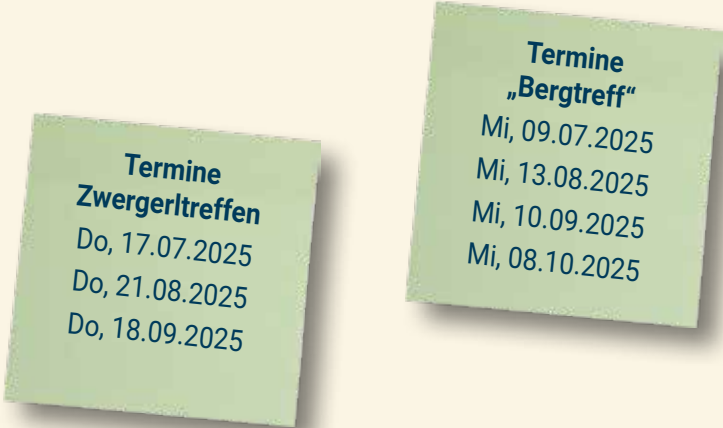 Termine
Zwergerltreffen
Do, 17.07.2025
Do, 21.08.2025
Do, 18.09.2025
Termine
„Bergtreff“
Mi, 09.07.2025
Mi, 13.08.2025
Mi, 10.09.2025
Mi, 08.10.2025